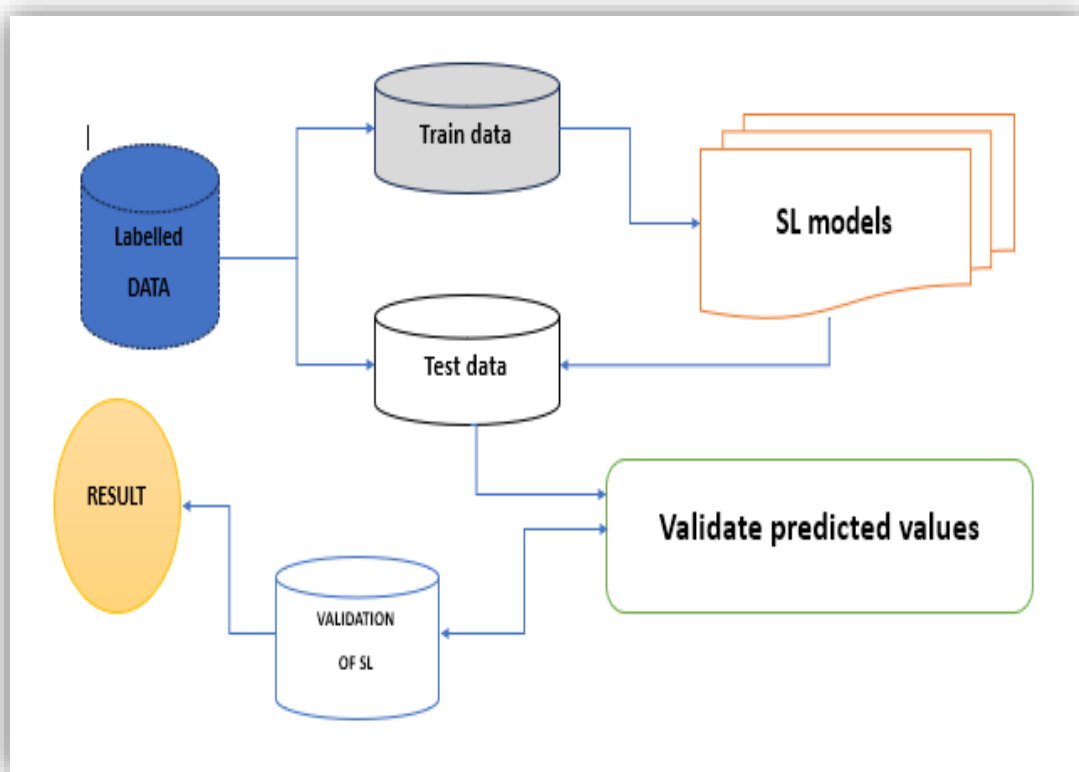 Train data
Labelled
DATA
SL models
Test data
RESULT
Validate predicted values
VALIDATION
OF SL